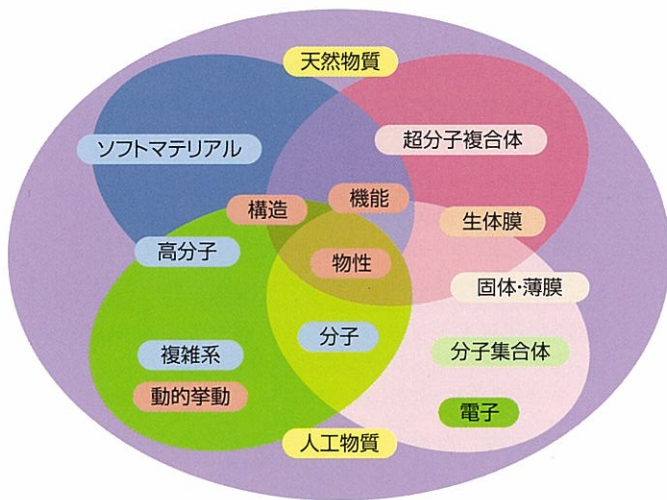 天然物質
ソフトマテリアル
超分子複合体
構造
機能
生体膜
高分子
物性
固体・薄膜
分子
複雑系
分子集合体
動的挙動
電子
人工物質